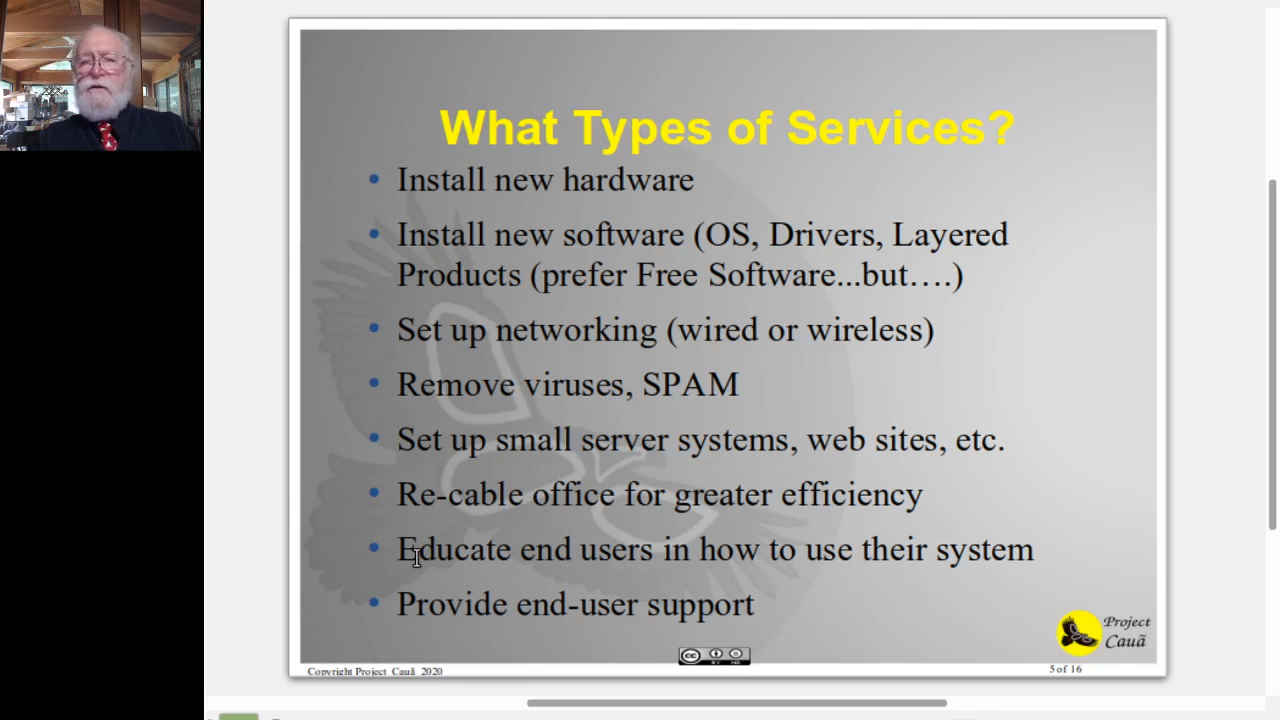 What Types of Services?
• Install new hardware
• Install new software (OS, Drivers, Layered
Products (prefer Free Software...but….)
• Set up networking (wired or wireless)
• Remove viruses, SPAM
• Set up small server systems, web sites, etc.
• Re-cable office for greater efficiency
• Educate end users in how to use their system
• Provide end-user support
Project
Cauã
cc
BY NC
Copyright Project Cauã 2020
5 of 16